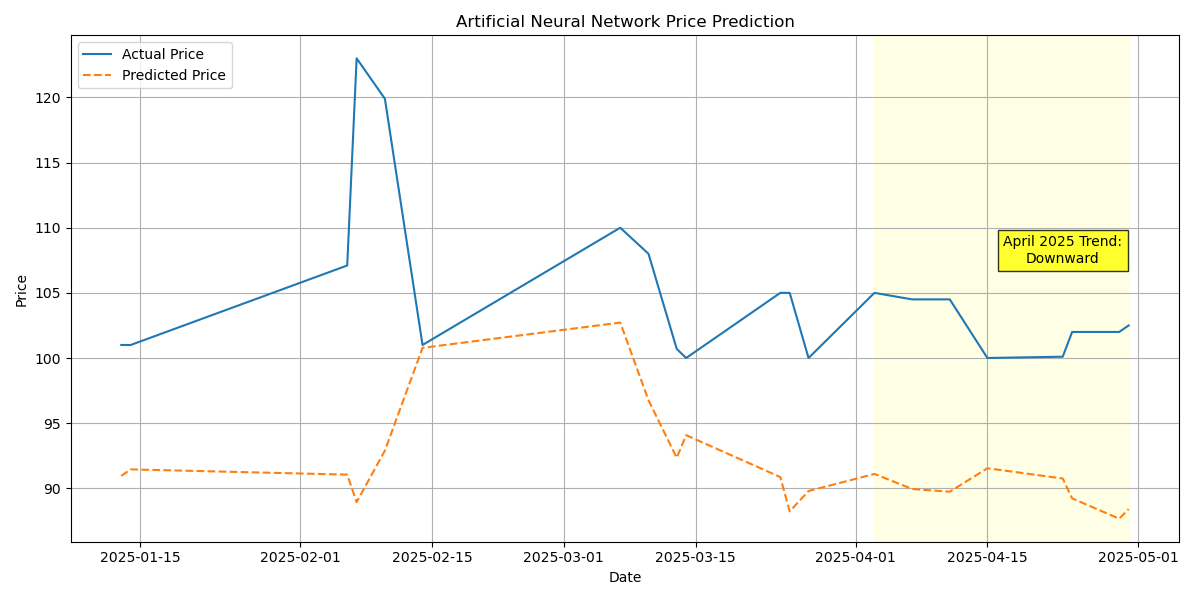 Artificial Neural Network Price Prediction
Actual Price
Predicted Price
120
115
110
105
100
95
90
Price
April 2025 Trend:
Downward
2025-01-15
2025-02-01
2025-02-15
2025-03-01
2025-03-15
2025-04-01
2025-04-15
2025-05-01
Date